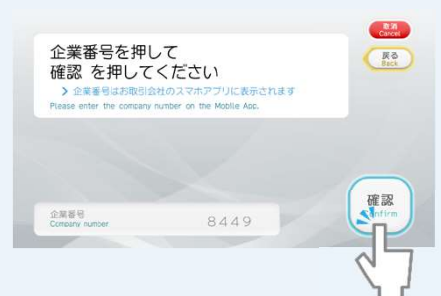 取消
Cancel
企業番号を押して
確認 を押してください
戻る
Back
> 企業番号はお取引会社のスマホアプリに表示されます
Please enter the company number on the Mobile App.
企業番号
Company number
8449
確認
Confirm